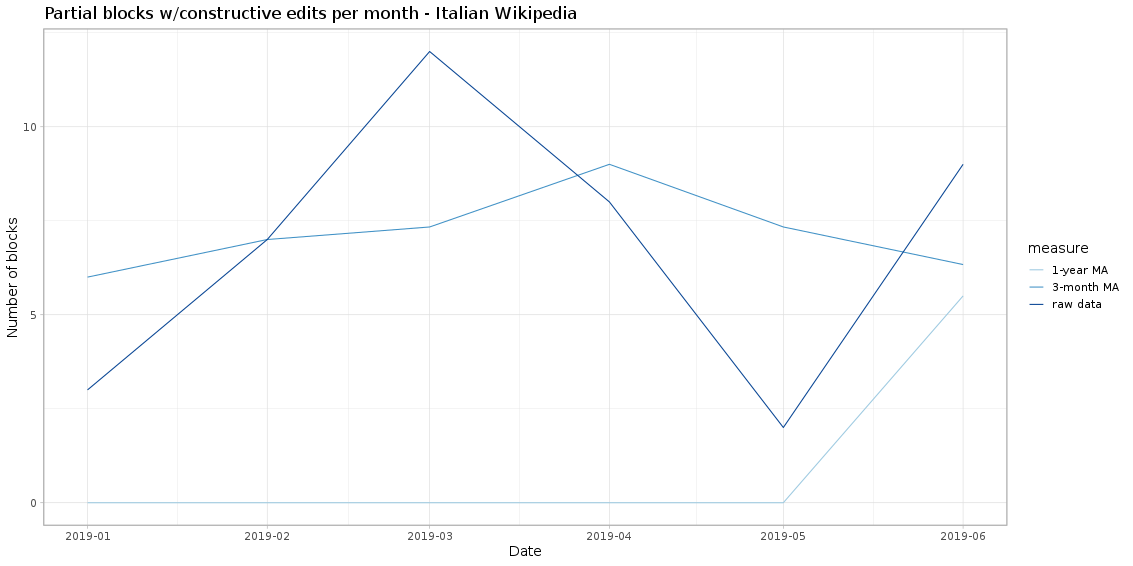 Partial blocks w/constructive edits per month - Italian Wikipedia
Number of blocks
10
5
0
2019-01
2019-02
2019-03
2019-04
2019-05
2019-06
Date
measure
1-year MA
3-month MA
raw data